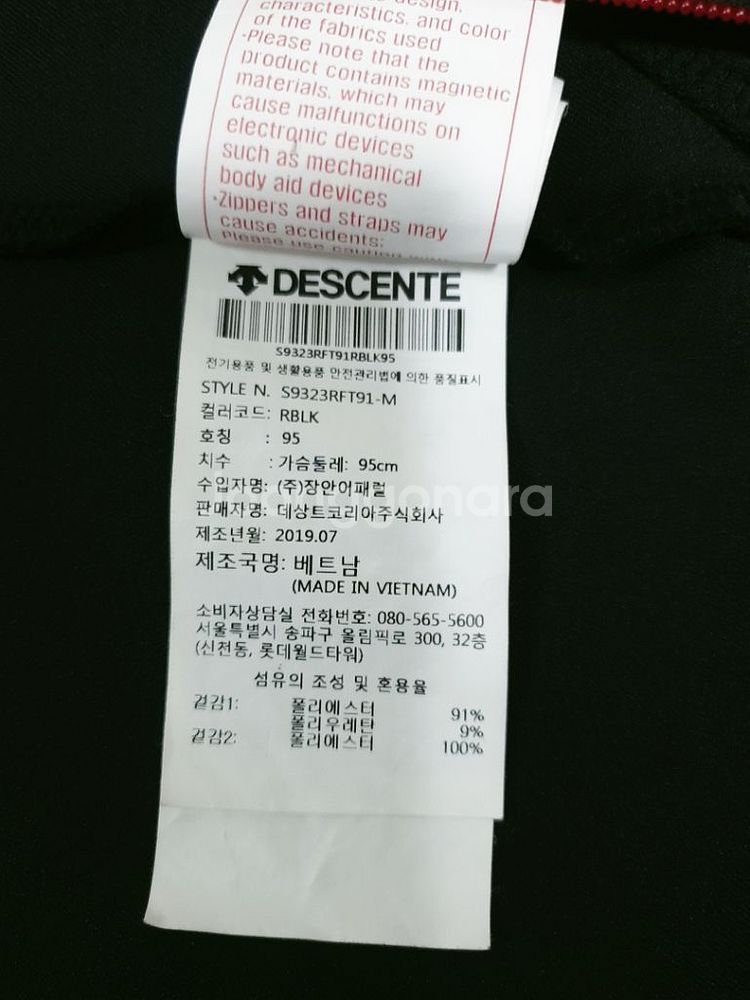 design,
characteristics, and color
of the fabrics used
-Please note that the
product contains magnetic
materials, which may
cause malfunctions on
electronic devices
such as mechanical
body aid devices
-Zippers and straps may
cause accidents;
Please use caution
DESCENTE
S9323RFT91RBLK95
전기용품 및 생활용품 안전관리법에 의한 품질표시
STYLE N. S9323RFT91-M
컬러코드: RBLK
호칭 : 95
치수 : 가슴둘레: 95cm
수입자명: (주)장안어패럴
판매자명: 데상트코리아주식회사
제조년월: 2019.07
제조국명: 베트남
(MADE IN VIETNAM)
소비자상담실 전화번호: 080-565-5600
서울특별시 송파구 올림픽로 300, 32층
(신천동, 롯데월드타워)
섬유의 조성 및 혼용율
겉감1: 폴리에스터 91%
폴리우레탄 9%
겉감2: 폴리에스터 100%